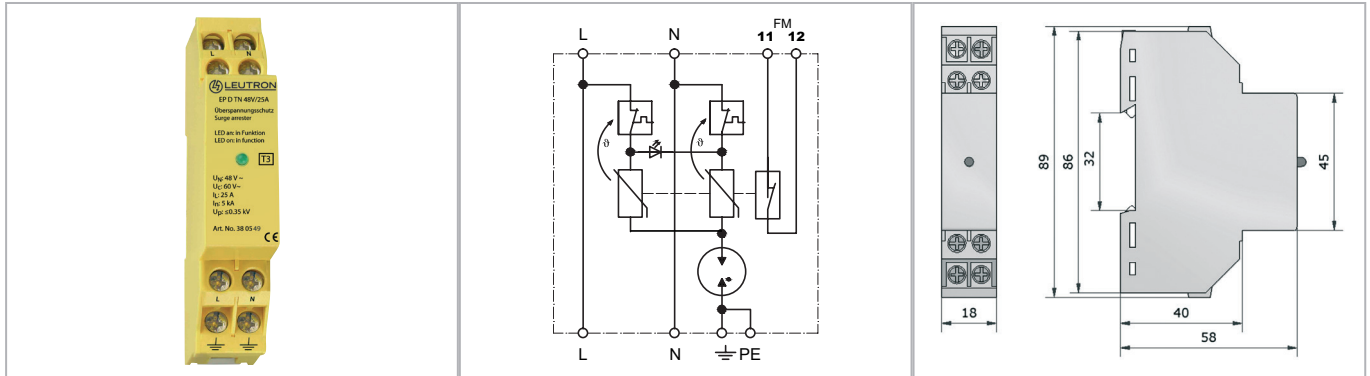 L N
LEUTRON
EP D TN 48V/25A
Überspannungsschutz
Surge arrester
LED an: in Funktion
LED on: in function
T3
UN: 48 V ~
UC: 60 V~
IL: 25 A
In: 5 kA
UP: ≤0.35 kV
Art. No. 38 05 49
CE
L N
L N FM
11 12
ϑ ϑ
L N PE
89
86
32
45
18
40
58